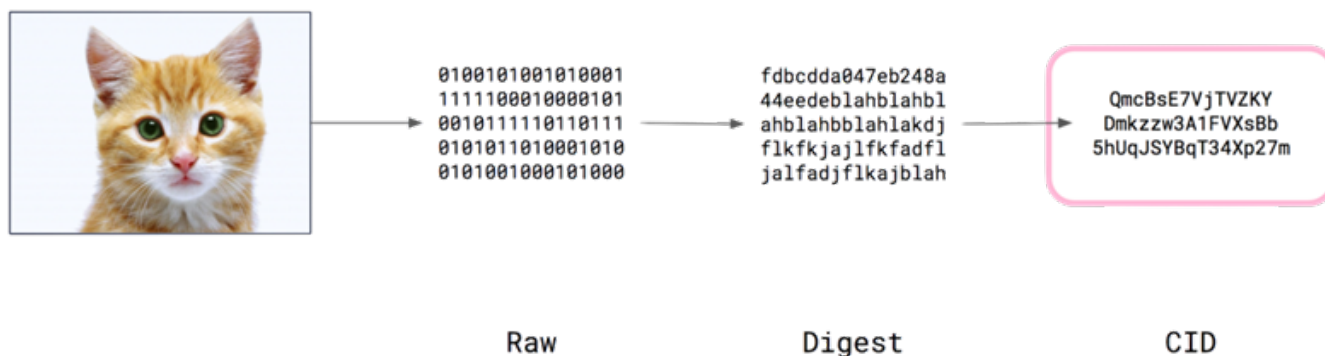 0100101001010001
1111100010000101
0010111110110111
0101011010001010
0101001000101000
fdbcdda047eb248a
44eedeblahblahbl
ahblahbblahlakdj
flkfkjajlfkfadfl
jalfadjflkajblah
QmcBsE7VjTVZKY
Dmkzzw3A1FVXsBb
5hUqJSYBqT34Xp27m
Raw
Digest
CID